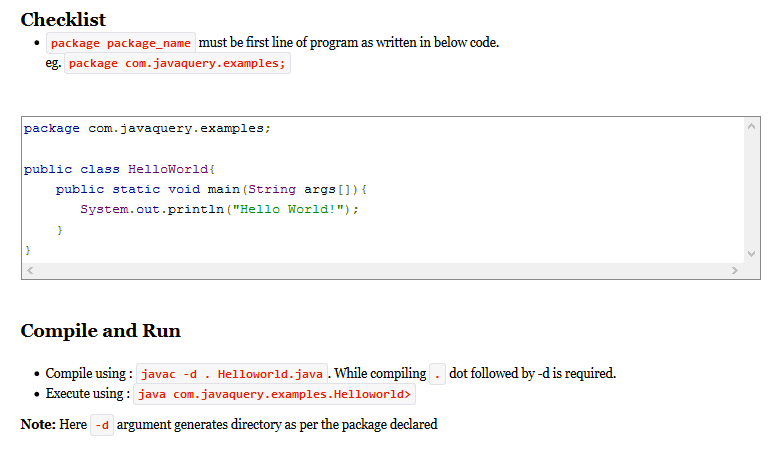 Checklist
• package package_name must be first line of program as written in below code.
eg. package com.javaquery.examples;
package com.javaquery.examples;
public class HelloWorld{
    public static void main(String args[]){
       System.out.println("Hello World!");
    }
}
Compile and Run
• Compile using : javac -d . Helloworld.java. While compiling . dot followed by -d is required.
• Execute using : java com.javaquery.examples.Helloworld>
Note: Here -d argument generates directory as per the package declared